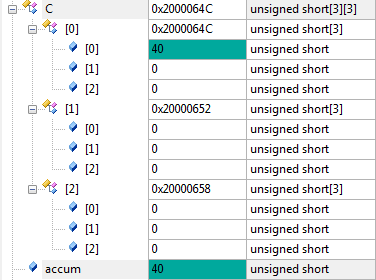 C 0x2000064C unsigned short[3][3]
[0] 0x2000064C unsigned short[3]
[0] 40 unsigned short
[1] 0 unsigned short
[2] 0 unsigned short
[1] 0x20000652 unsigned short[3]
[0] 0 unsigned short
[1] 0 unsigned short
[2] 0 unsigned short
[2] 0x20000658 unsigned short[3]
[0] 0 unsigned short
[1] 0 unsigned short
[2] 0 unsigned short
accum 40 unsigned short